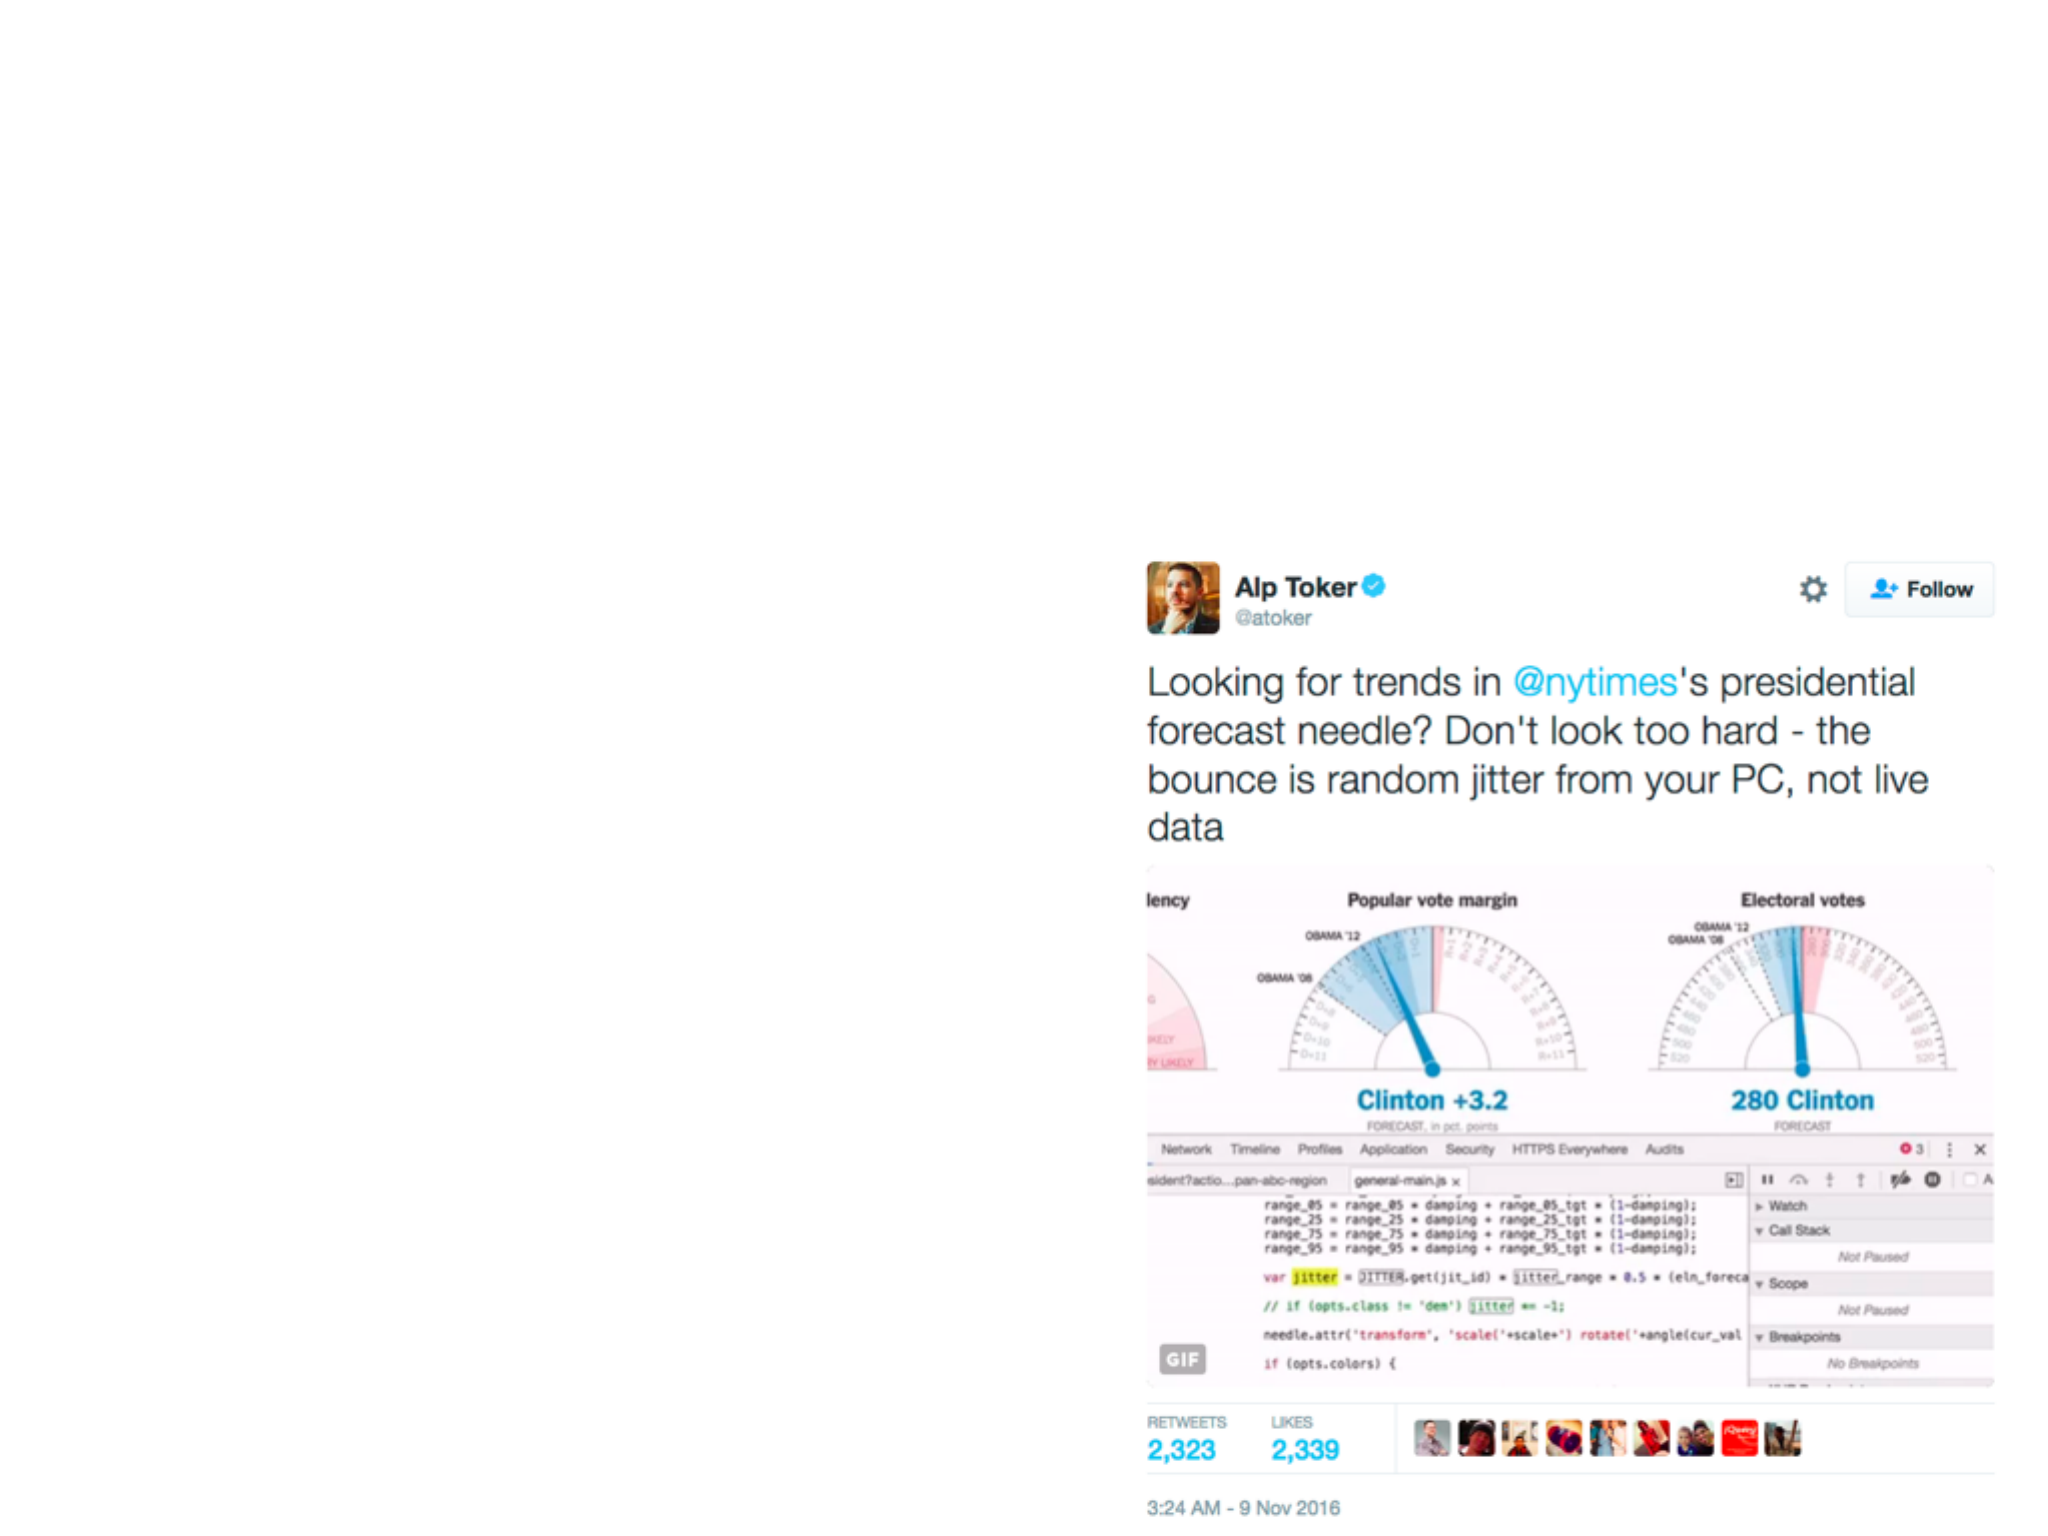 Alp Toker
@atoker
Follow
Looking for trends in @nytimes's presidential
forecast needle? Don't look too hard - the
bounce is random jitter from your PC, not live
data
lency
Popular vote margin
Electoral votes
OBAMA '12
OBAMA '08
OBAMA '12
OBAMA '08
IKELY
RY LIKELY
Clinton +3.2
FORECAST, in pct. points
280 Clinton
FORECAST
Network Timeline Profiles Application Security HTTPS Everywhere Audits 3
sident?actio...pan-abc-region general-main.js
range_05 = range_05 * damping + range_05_tgt * (1-damping);
range_25 = range_25 * damping + range_25_tgt * (1-damping);
range_75 = range_75 * damping + range_75_tgt * (1-damping);
range_95 = range_95 * damping + range_95_tgt * (1-damping);
var jitter = JITTER.get(jit_id) * jitter_range * 0.5 * (eln_foreca
// if (opts.class != 'dem') jitter *= -1;
needle.attr('transform', 'scale('+scale+') rotate('+angle(cur_val
if (opts.colors) {
Watch
Call Stack
Not Paused
Scope
Not Paused
Breakpoints
No Breakpoints
GIF
RETWEETS
2,323
LIKES
2,339
jQuery
3:24 AM - 9 Nov 2016